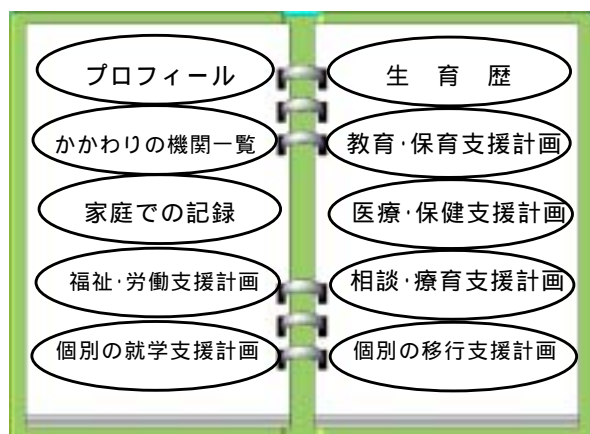 プロフィール
かかわりの機関一覧
家庭での記録
福祉・労働支援計画
個別の就学支援計画
生　育　歴
教育・保育支援計画
医療・保健支援計画
相談・療育支援計画
個別の移行支援計画